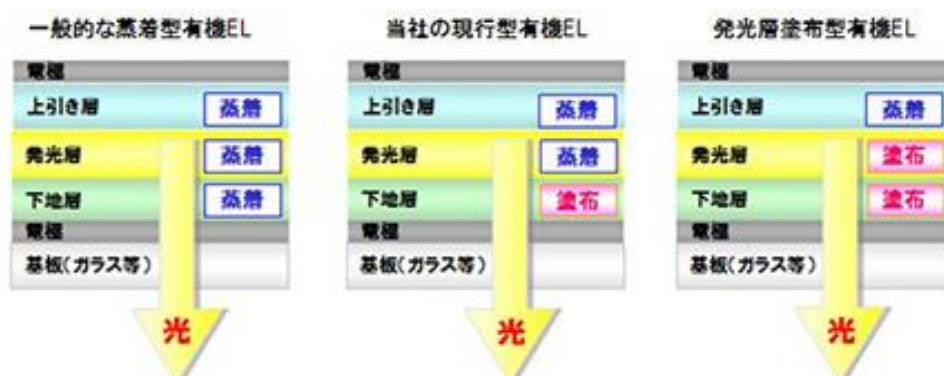 一般的な蒸着型有機EL
電極
上引き層 蒸着
発光層 蒸着
下地層 蒸着
電極
基板(ガラス等)
光
当社の現行型有機EL
電極
上引き層 蒸着
発光層 蒸着
下地層 塗布
電極
基板(ガラス等)
光
発光層塗布型有機EL
電極
上引き層 蒸着
発光層 塗布
下地層 塗布
電極
基板(ガラス等)
光